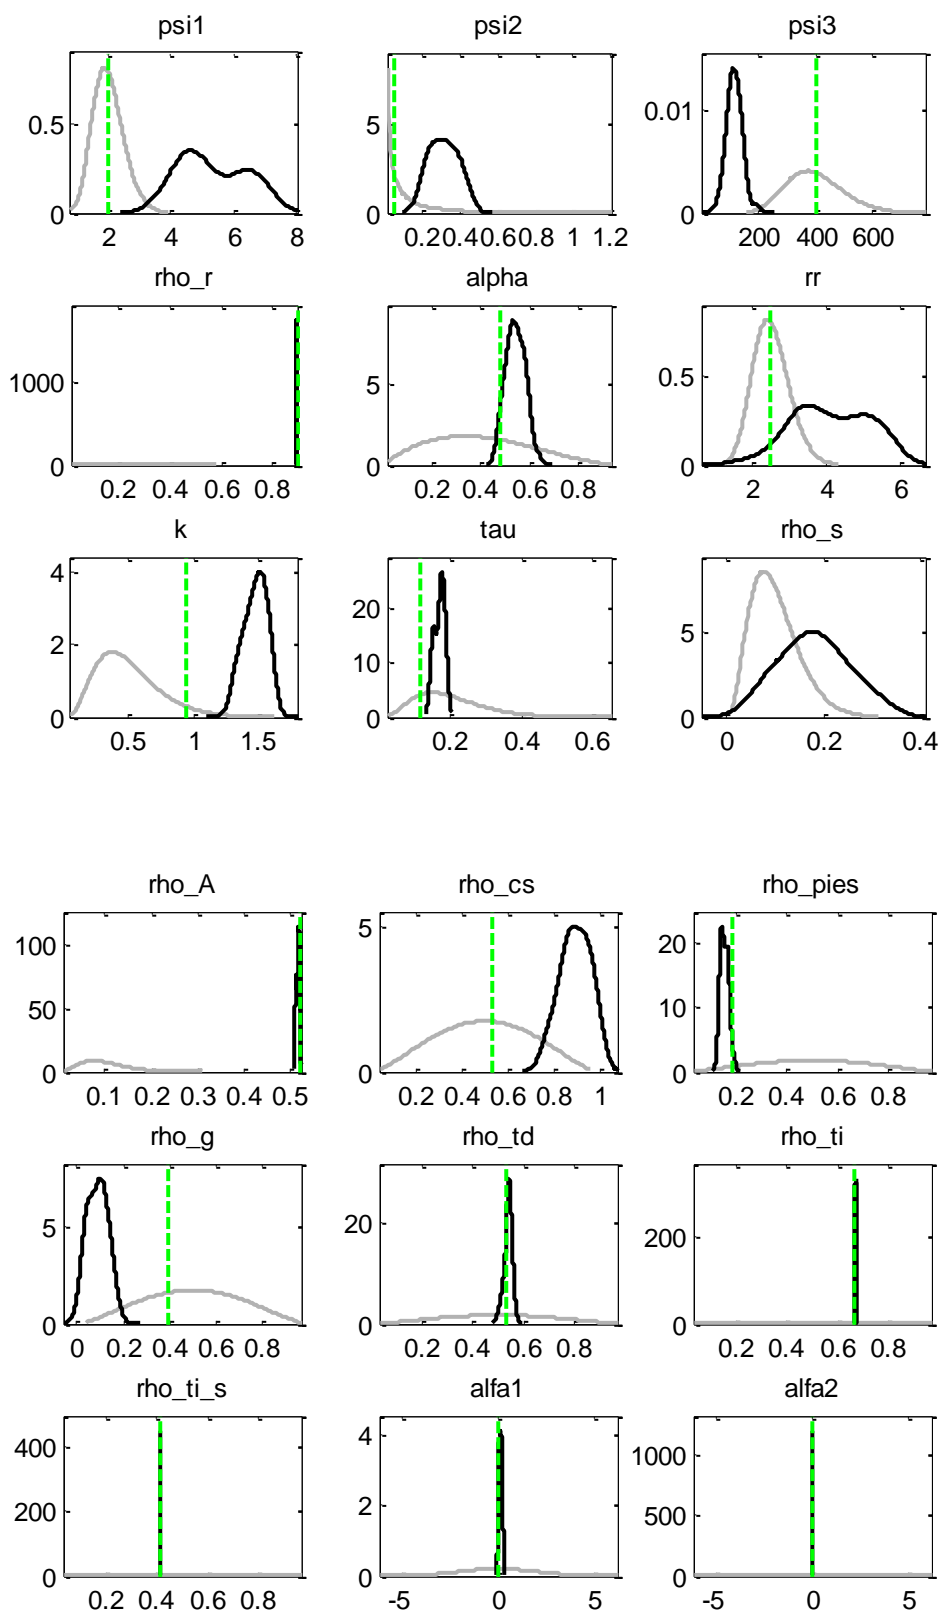 psi1 psi2 psi3
0.5 5 0.01
0 0 0
2 4 6 8 0.2 0.4 0.6 0.8 1 1.2 200 400 600
rho_r alpha rr
1000 5 0.5
0 0 0
0.2 0.4 0.6 0.8 0.2 0.4 0.6 0.8 2 4 6
k tau rho_s
4 20 5
2 10
0 0 0
0.5 1 1.5 0.2 0.4 0.6 0 0.2 0.4
rho_A rho_cs rho_pies
100 5 20
50 10
0 0 0
0.1 0.2 0.3 0.4 0.5 0.2 0.4 0.6 0.8 1 0.2 0.4 0.6 0.8
rho_g rho_td rho_ti
5 20 200
0 0 0
0 0.2 0.4 0.6 0.8 0.2 0.4 0.6 0.8 0.2 0.4 0.6 0.8
rho_ti_s alfa1 alfa2
400 4 1000
200 2 500
0 0 0
0.2 0.4 0.6 0.8 -5 0 5 -5 0 5